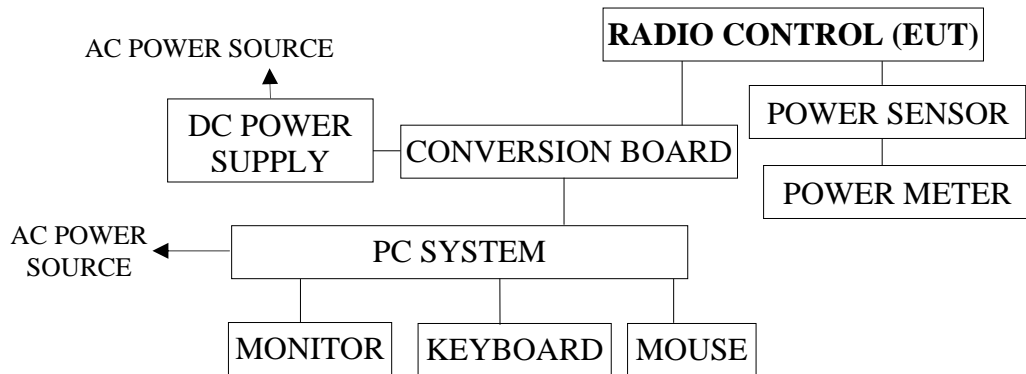 RADIO CONTROL (EUT)
AC POWER SOURCE
DC POWER
SUPPLY
POWER SENSOR
CONVERSION BOARD
POWER METER
AC POWER
SOURCE
PC SYSTEM
MONITOR
KEYBOARD
MOUSE